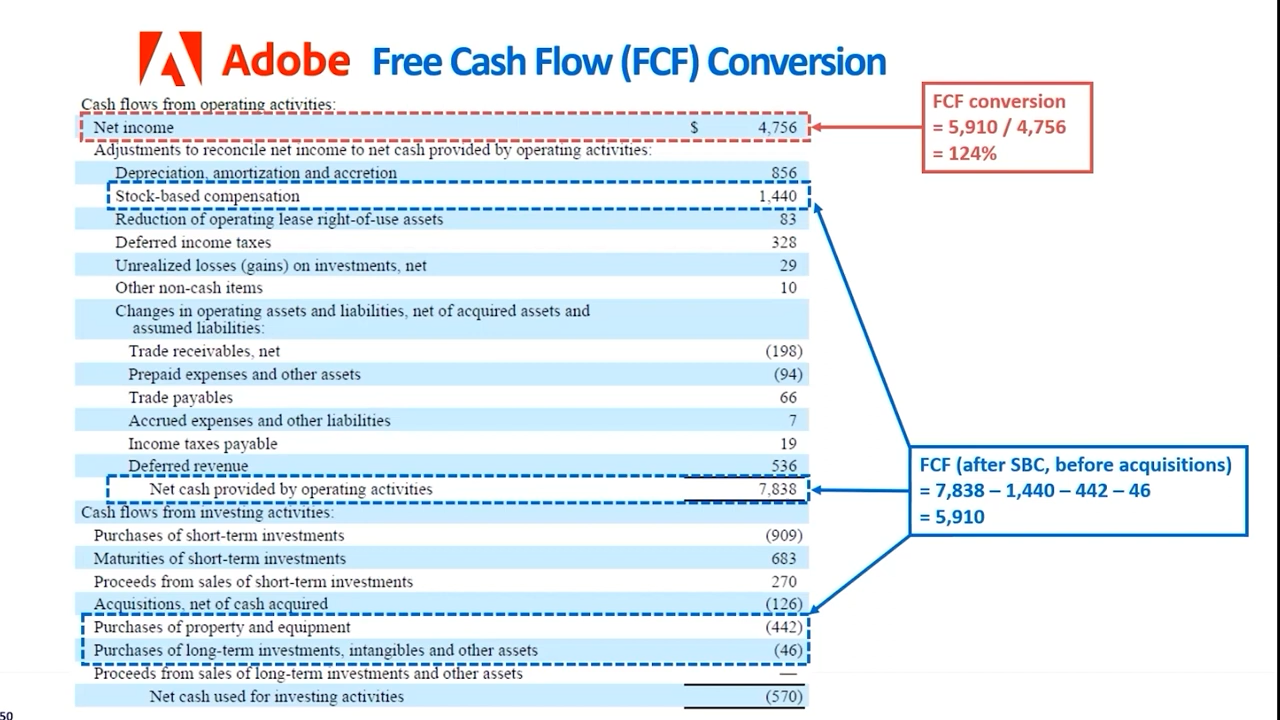 Adobe Free Cash Flow (FCF) Conversion
Cash flows from operating activities:
Net income $ 4,756
Adjustments to reconcile net income to net cash provided by operating activities:
Depreciation, amortization and accretion 856
Stock-based compensation 1,440
Reduction of operating lease right-of-use assets 83
Deferred income taxes 328
Unrealized losses (gains) on investments, net 29
Other non-cash items 10
Changes in operating assets and liabilities, net of acquired assets and
assumed liabilities:
Trade receivables, net (198)
Prepaid expenses and other assets (94)
Trade payables 66
Accrued expenses and other liabilities 7
Income taxes payable 19
Deferred revenue 536
Net cash provided by operating activities 7,838
Cash flows from investing activities:
Purchases of short-term investments (909)
Maturities of short-term investments 683
Proceeds from sales of short-term investments 270
Acquisitions, net of cash acquired (126)
Purchases of property and equipment (442)
Purchases of long-term investments, intangibles and other assets (46)
Proceeds from sales of long-term investments and other assets —
Net cash used for investing activities (570)
FCF conversion
= 5,910 / 4,756
= 124%
FCF (after SBC, before acquisitions)
= 7,838 – 1,440 – 442 – 46
= 5,910
50